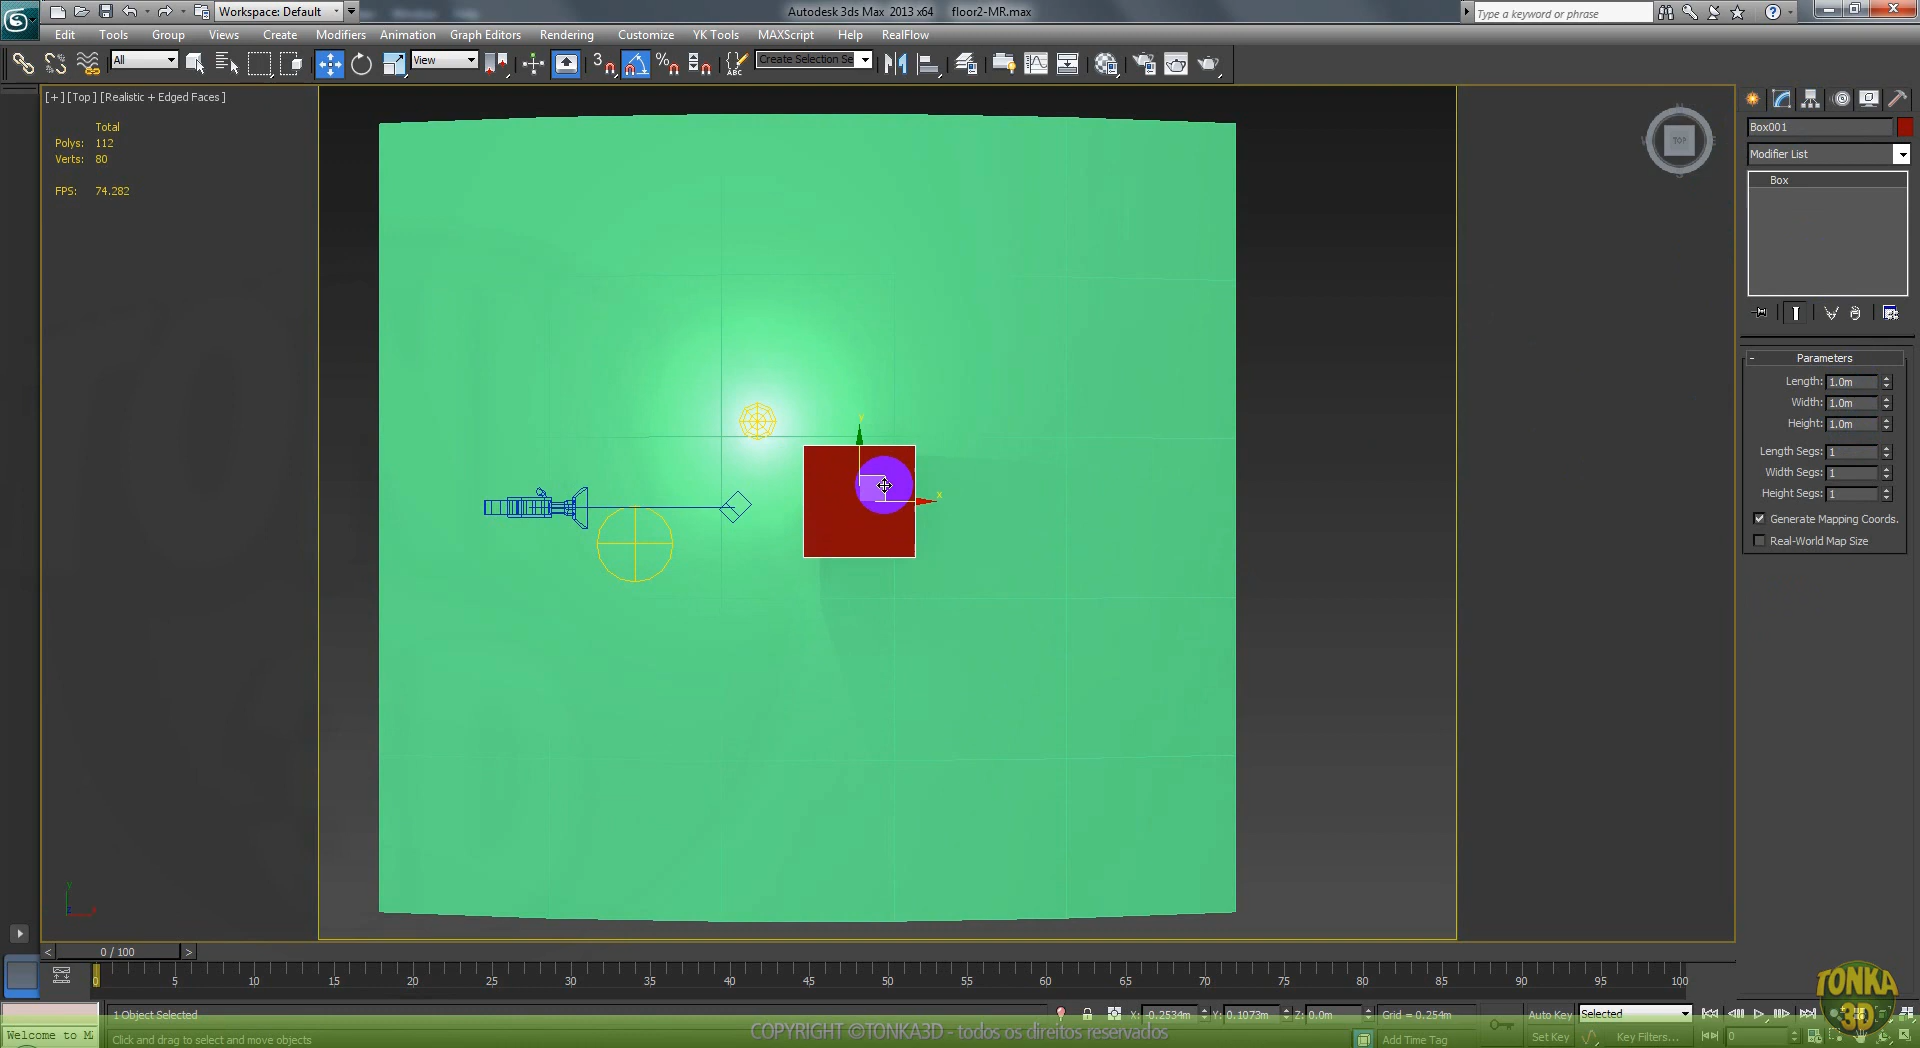 Workspace: Default
Autodesk 3ds Max 2013 x64 floor2-MR.max
Type a keyword or phrase
Edit Tools Group Views Create Modifiers Animation Graph Editors Rendering Customize YK Tools MAXScript Help RealFlow
All
View
3
%
ABC
Create Selection Se
[+] [Top ] [Realistic + Edged Faces ]
Total
Polys: 112
Verts: 80
FPS: 74.282
TOP
Box001
Modifier List
Box
Parameters
Length: 1.0m
Width: 1.0m
Height: 1.0m
Length Segs: 1
Width Segs: 1
Height Segs: 1
Generate Mapping Coords.
Real-World Map Size
y
x
< 0 / 100 >
0 5 10 15 20 25 30 35 40 45 50 55 60 65 70 75 80 85 90 95 100
1 Object Selected
X: -0.2534m Y: 0.1073m Z: 0.0m Grid = 0.254m
Auto Key Selected
Welcome to M
Click and drag to select and move objects
COPYRIGHT ©TONKA3D - todos os direitos reservados
Add Time Tag
Set Key Key Filters... 0
TONKA
3D